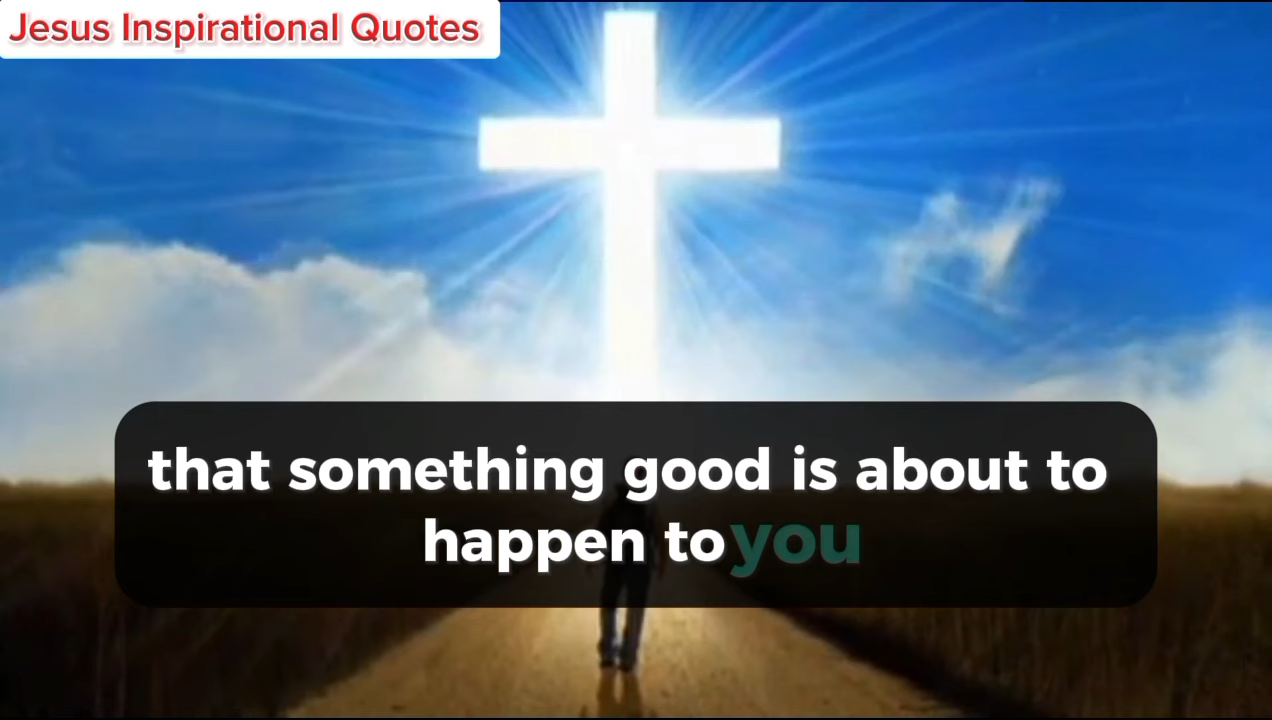 Jesus Inspirational Quotes
that something good is about to
happen to you